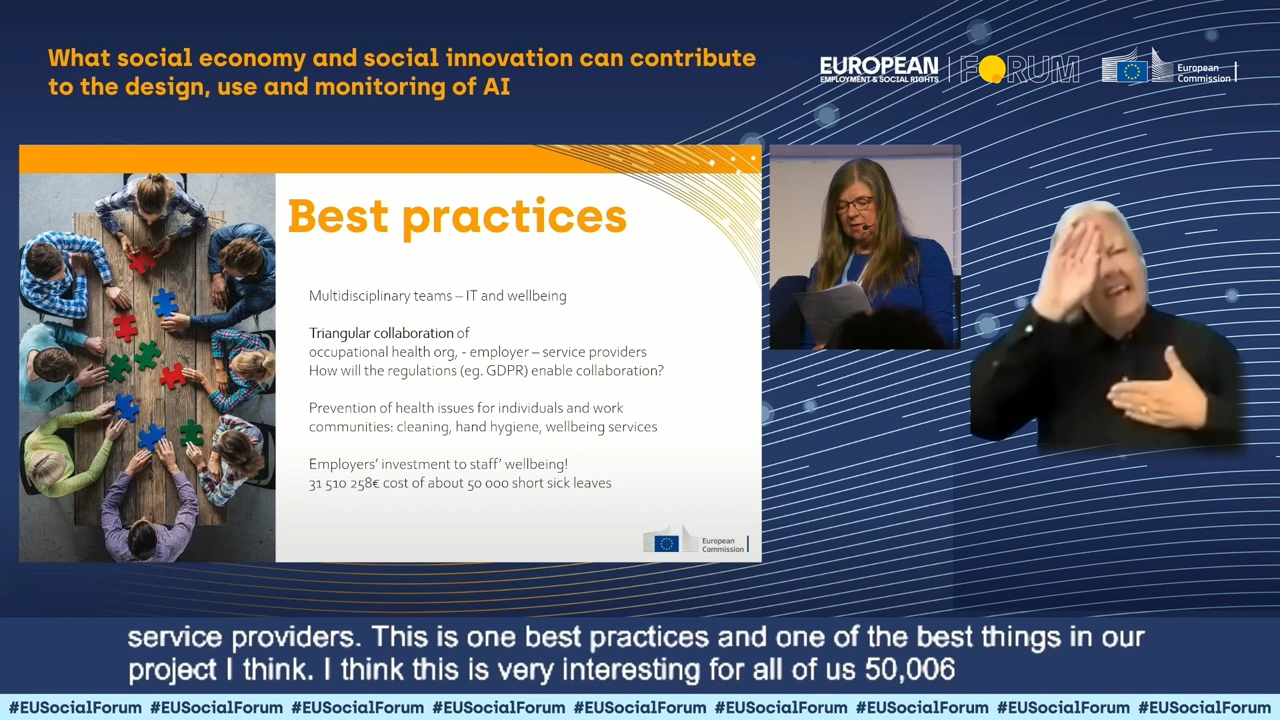 What social economy and social innovation can contribute
to the design, use and monitoring of AI
EUROPEAN
EMPLOYMENT & SOCIAL RIGHTS
FORUM
European
Commission
Best practices
Multidisciplinary teams – IT and wellbeing
Triangular collaboration of
occupational health org, - employer – service providers
How will the regulations (eg. GDPR) enable collaboration?
Prevention of health issues for individuals and work
communities: cleaning, hand hygiene, wellbeing services
Employers' investment to staff' wellbeing!
31 510 258€ cost of about 50 000 short sick leaves
European
Commission
service providers. This is one best practices and one of the best things in our
project I think. I think this is very interesting for all of us 50,006
#EUSocialForum #EUSocialForum #EUSocialForum #EUSocialForum #EUSocialForum #EUSocialForum #EUSocialForum #EUSocialForum #EUSocialForum